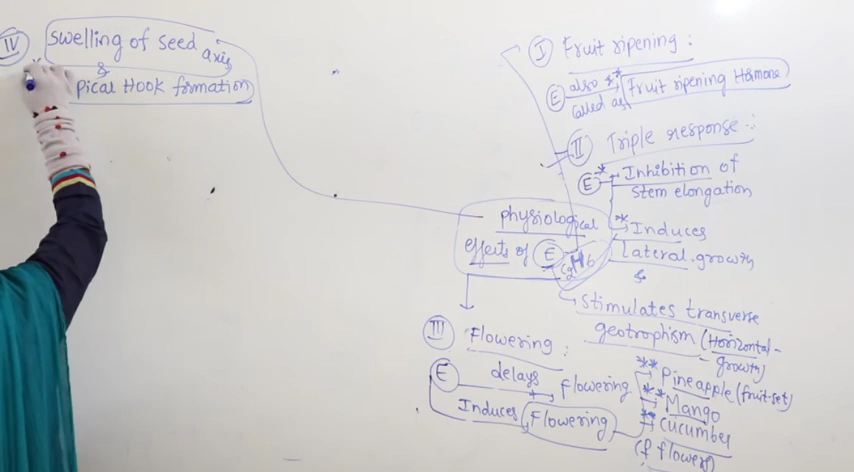 IV
Swelling of seed axis
&
pical Hook formation
I Fruit ripening :
E also called as Fruit ripening Hormone
II Triple response :
E Inhibition of
stem elongation
Induces
lateral growth
&
Stimulates transverse
geotrophism (Horizontal-
growth)
physiological
effects of E
III Flowering :
E delays flowering
Induces Flowering
** Pineapple (fruit-set)
** Mango
** Cucumber
(f flowers)